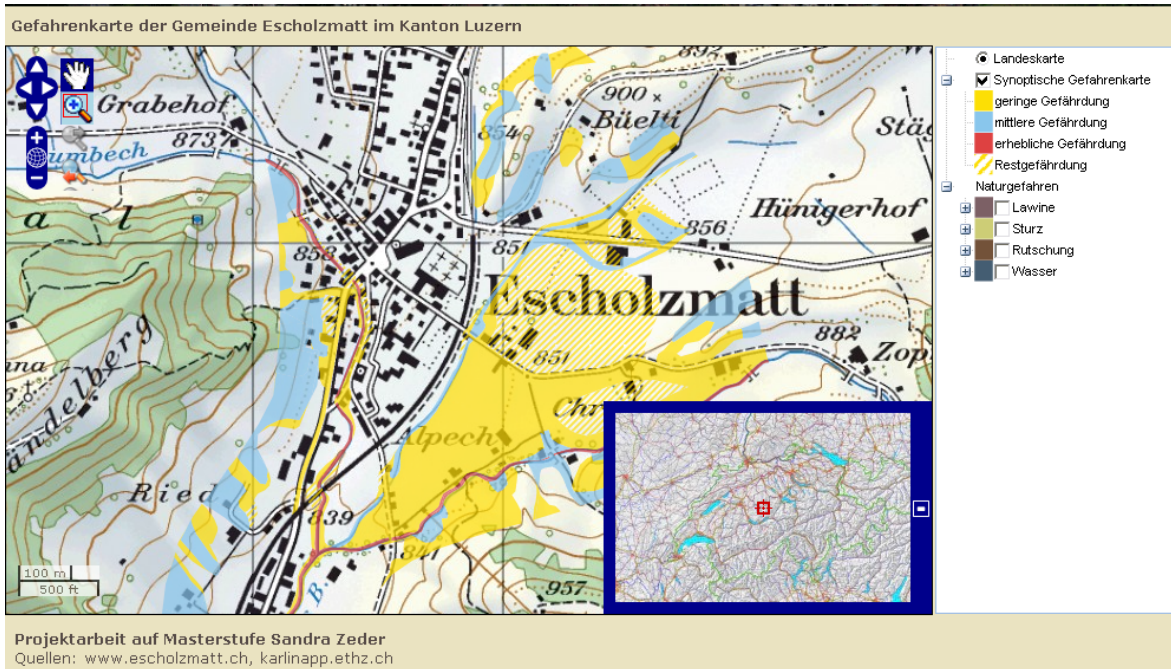 Gefahrenkarte der Gemeinde Escholzmatt im Kanton Luzern
Landeskarte
Synoptische Gefahrenkarte
geringe Gefährdung
mittlere Gefährdung
erhebliche Gefährdung
Restgefährdung
Naturgefahren
Lawine
Sturz
Rutschung
Wasser
892
Grabehof
900
Büelti
854
873
umbech
Stä
a l
Hünigerhof
856
851
858
Escholzmatt
882
Zop
851
ändelberg
Chr
Alpech
Ried
839
841
B.
957
100 m
500 ft
Projektarbeit auf Masterstufe Sandra Zeder
Quellen: www.escholzmatt.ch, karlinapp.ethz.ch